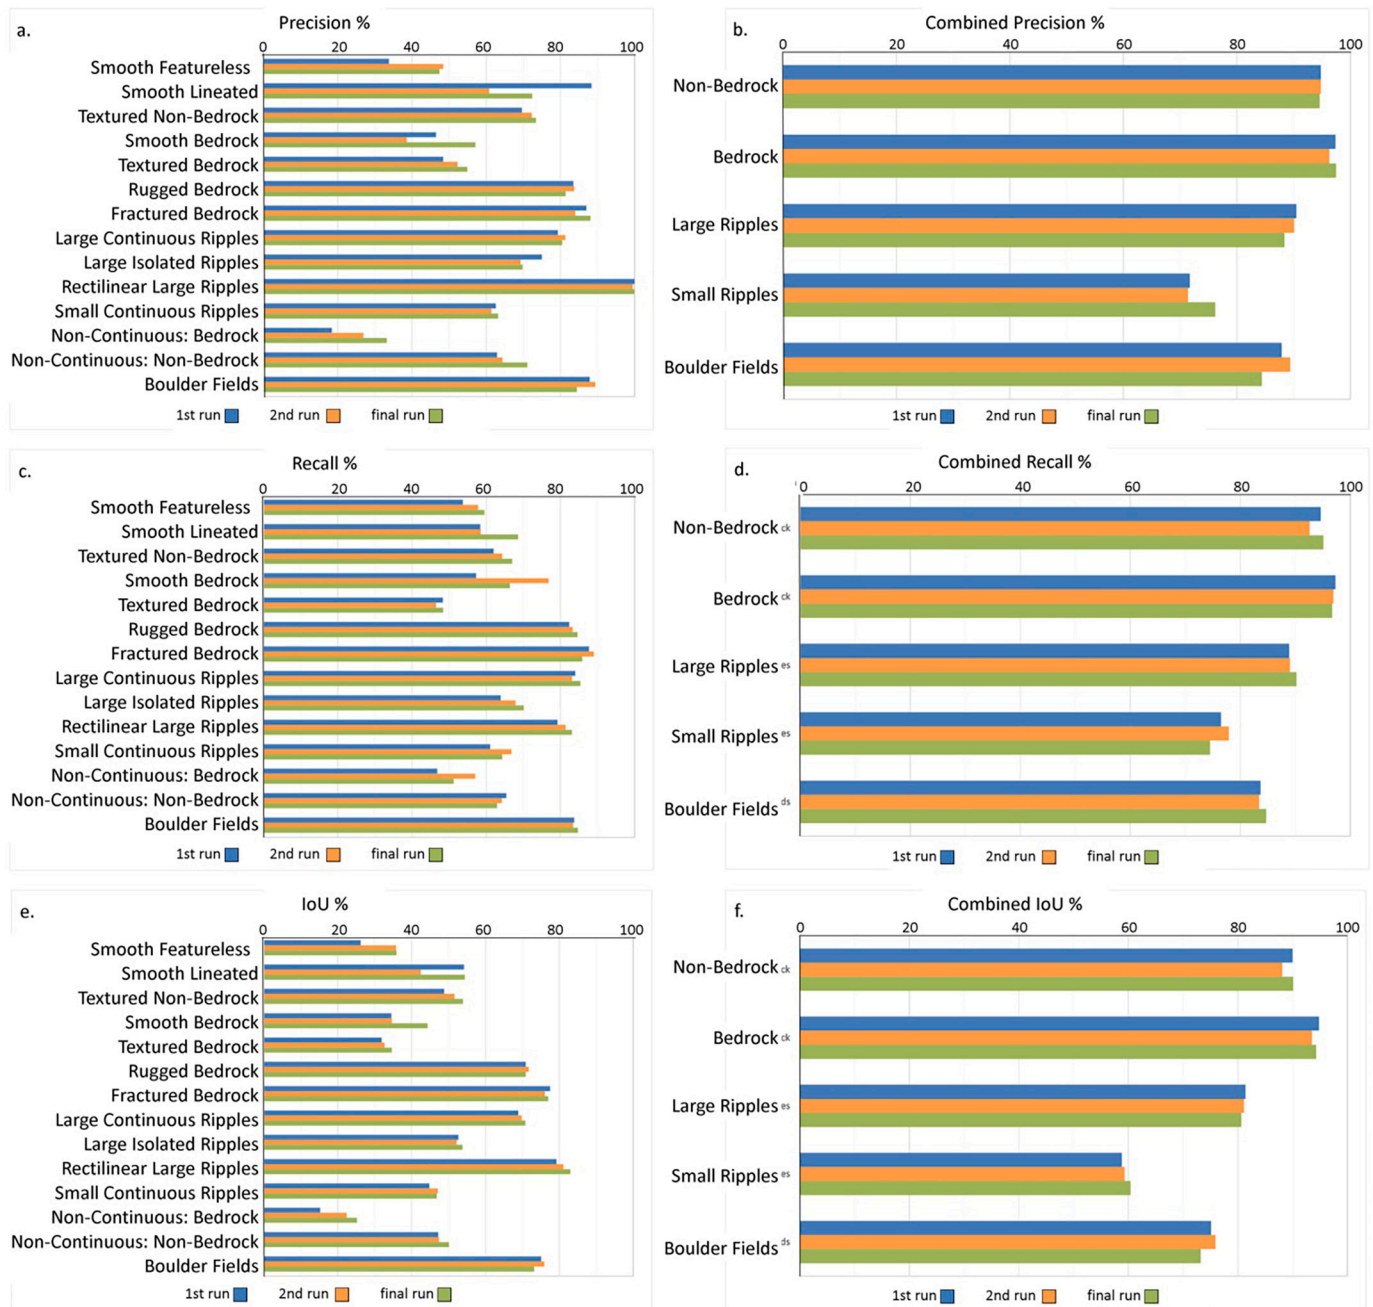 a.
Precision %
0 20 40 60 80 100
Smooth Featureless
Smooth Lineated
Textured Non-Bedrock
Smooth Bedrock
Textured Bedrock
Rugged Bedrock
Fractured Bedrock
Large Continuous Ripples
Large Isolated Ripples
Rectilinear Large Ripples
Small Continuous Ripples
Non-Continuous: Bedrock
Non-Continuous: Non-Bedrock
Boulder Fields
1st run 2nd run final run
b.
Combined Precision %
0 20 40 60 80 100
Non-Bedrock
Bedrock
Large Ripples
Small Ripples
Boulder Fields
1st run 2nd run final run
c.
Recall %
0 20 40 60 80 100
Smooth Featureless
Smooth Lineated
Textured Non-Bedrock
Smooth Bedrock
Textured Bedrock
Rugged Bedrock
Fractured Bedrock
Large Continuous Ripples
Large Isolated Ripples
Rectilinear Large Ripples
Small Continuous Ripples
Non-Continuous: Bedrock
Non-Continuous: Non-Bedrock
Boulder Fields
1st run 2nd run final run
d.
Combined Recall %
0 20 40 60 80 100
Non-Bedrock ck
Bedrock ck
Large Ripples es
Small Ripples es
Boulder Fields ds
1st run 2nd run final run
e.
IoU %
0 20 40 60 80 100
Smooth Featureless
Smooth Lineated
Textured Non-Bedrock
Smooth Bedrock
Textured Bedrock
Rugged Bedrock
Fractured Bedrock
Large Continuous Ripples
Large Isolated Ripples
Rectilinear Large Ripples
Small Continuous Ripples
Non-Continuous: Bedrock
Non-Continuous: Non-Bedrock
Boulder Fields
1st run 2nd run final run
f.
Combined IoU %
0 20 40 60 80 100
Non-Bedrock ck
Bedrock ck
Large Ripples es
Small Ripples es
Boulder Fields ds
1st run 2nd run final run